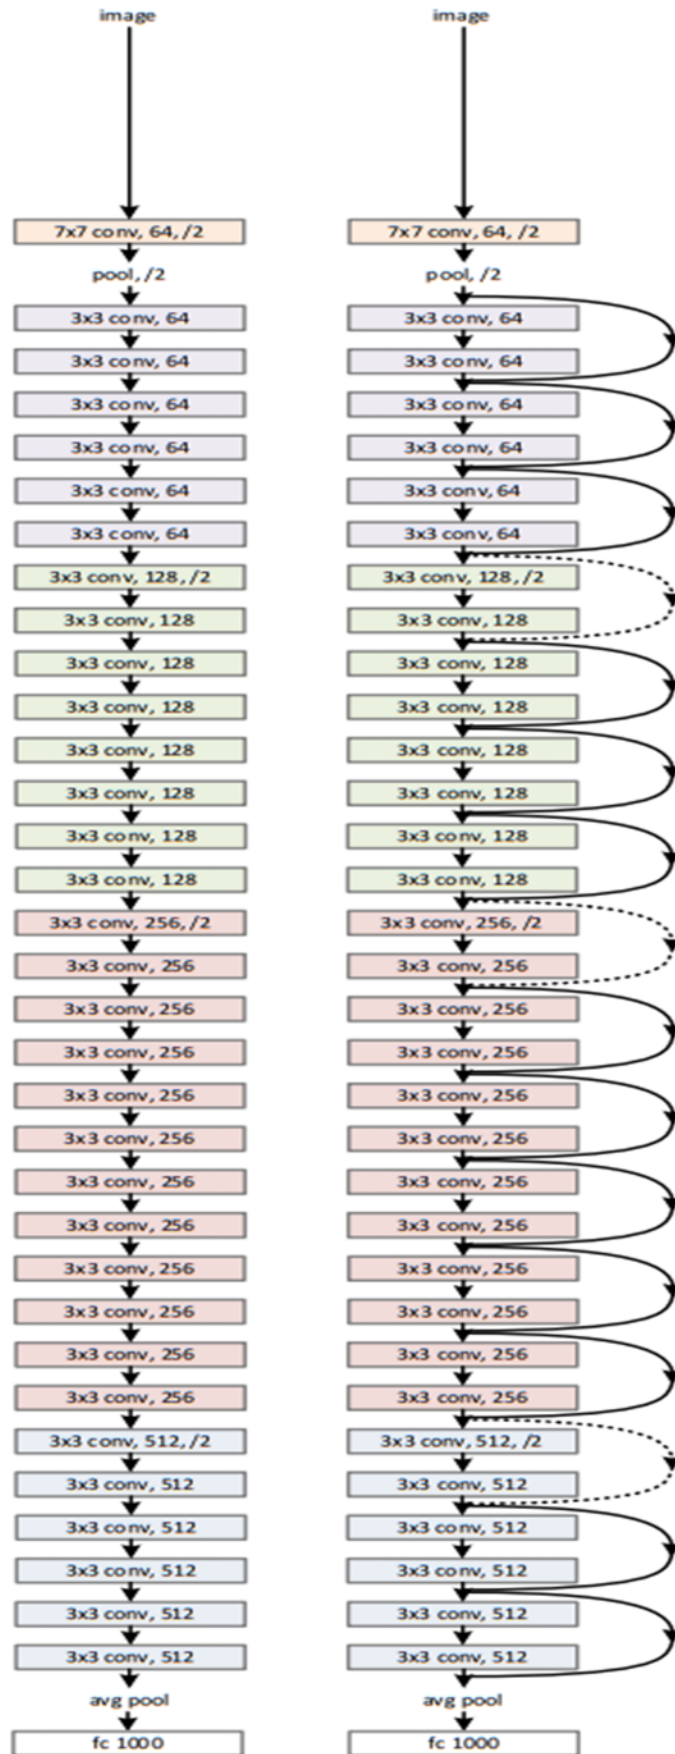 image
7x7 conv, 64, /2
pool, /2
3x3 conv, 64
3x3 conv, 64
3x3 conv, 64
3x3 conv, 64
3x3 conv, 64
3x3 conv, 64
3x3 conv, 128, /2
3x3 conv, 128
3x3 conv, 128
3x3 conv, 128
3x3 conv, 128
3x3 conv, 128
3x3 conv, 128
3x3 conv, 128
3x3 conv, 256, /2
3x3 conv, 256
3x3 conv, 256
3x3 conv, 256
3x3 conv, 256
3x3 conv, 256
3x3 conv, 256
3x3 conv, 256
3x3 conv, 256
3x3 conv, 256
3x3 conv, 256
3x3 conv, 256
3x3 conv, 512, /2
3x3 conv, 512
3x3 conv, 512
3x3 conv, 512
3x3 conv, 512
3x3 conv, 512
avg pool
fc 1000
image
7x7 conv, 64, /2
pool, /2
3x3 conv, 64
3x3 conv, 64
3x3 conv, 64
3x3 conv, 64
3x3 conv, 64
3x3 conv, 64
3x3 conv, 128, /2
3x3 conv, 128
3x3 conv, 128
3x3 conv, 128
3x3 conv, 128
3x3 conv, 128
3x3 conv, 128
3x3 conv, 128
3x3 conv, 256, /2
3x3 conv, 256
3x3 conv, 256
3x3 conv, 256
3x3 conv, 256
3x3 conv, 256
3x3 conv, 256
3x3 conv, 256
3x3 conv, 256
3x3 conv, 256
3x3 conv, 256
3x3 conv, 256
3x3 conv, 512, /2
3x3 conv, 512
3x3 conv, 512
3x3 conv, 512
3x3 conv, 512
3x3 conv, 512
avg pool
fc 1000